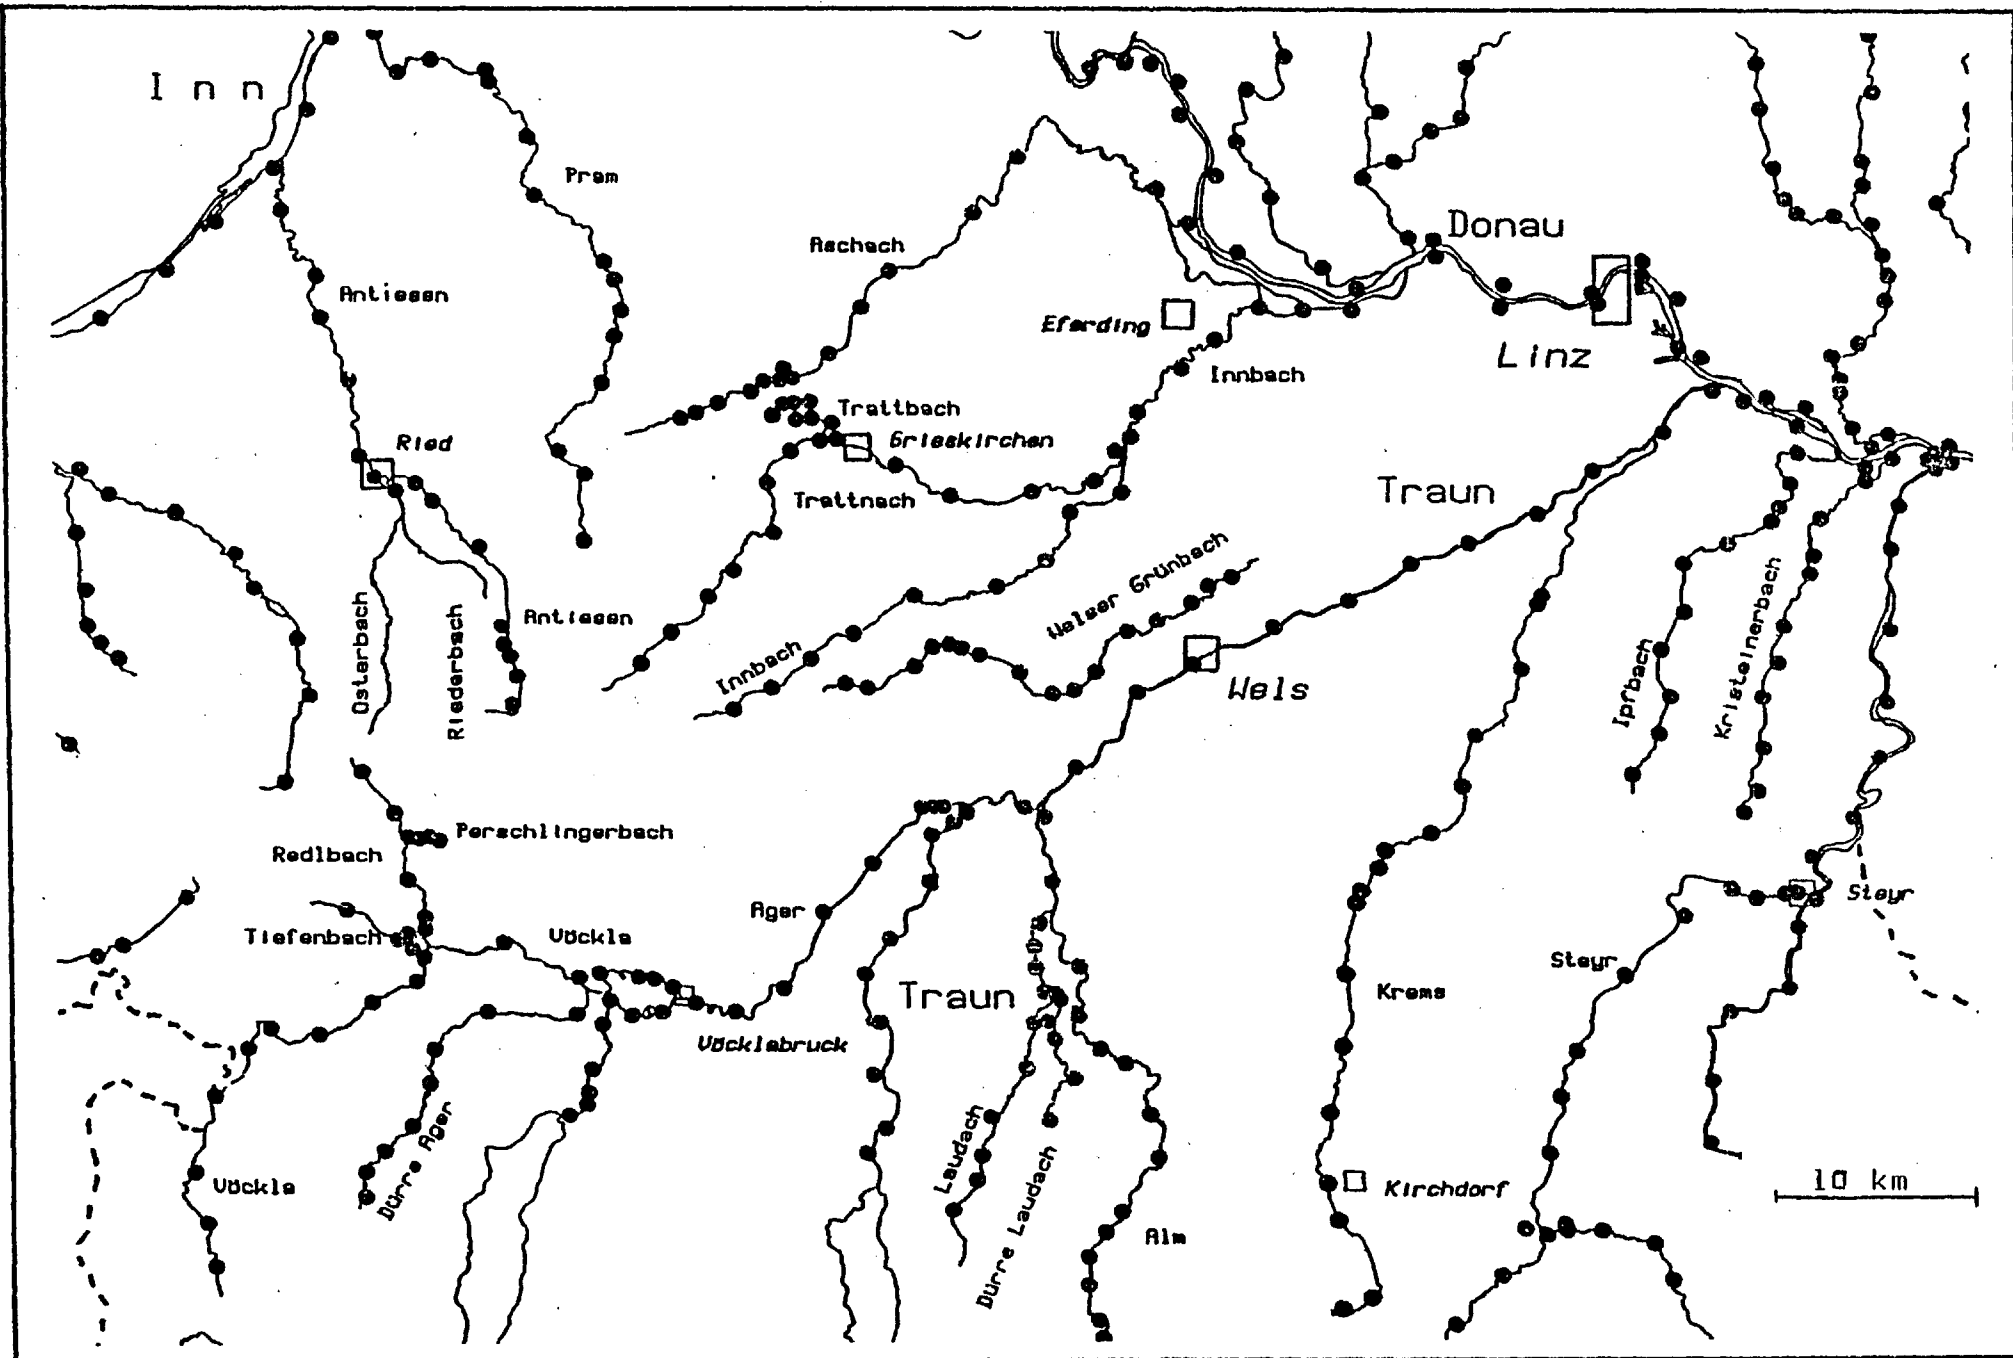 Inn
Pram
Aschach
Donau
Antiesen
Eferding
Linz
Innbach
Trattbach
Ried
Grieskirchen
Trattnach
Traun
Welser Grünbach
Antiesen
Osterbach
Riederbach
Innbach
Wels
Ipfbach
Kristeinerbach
Perschlingerbach
Redlbach
Ager
Steyr
Tiefenbach
Vöckla
Steyr
Traun
Krems
Vöcklabruck
Dürre Ager
Laudach
Vöckla
Dürre Laudach
Kirchdorf
10 km
Alm